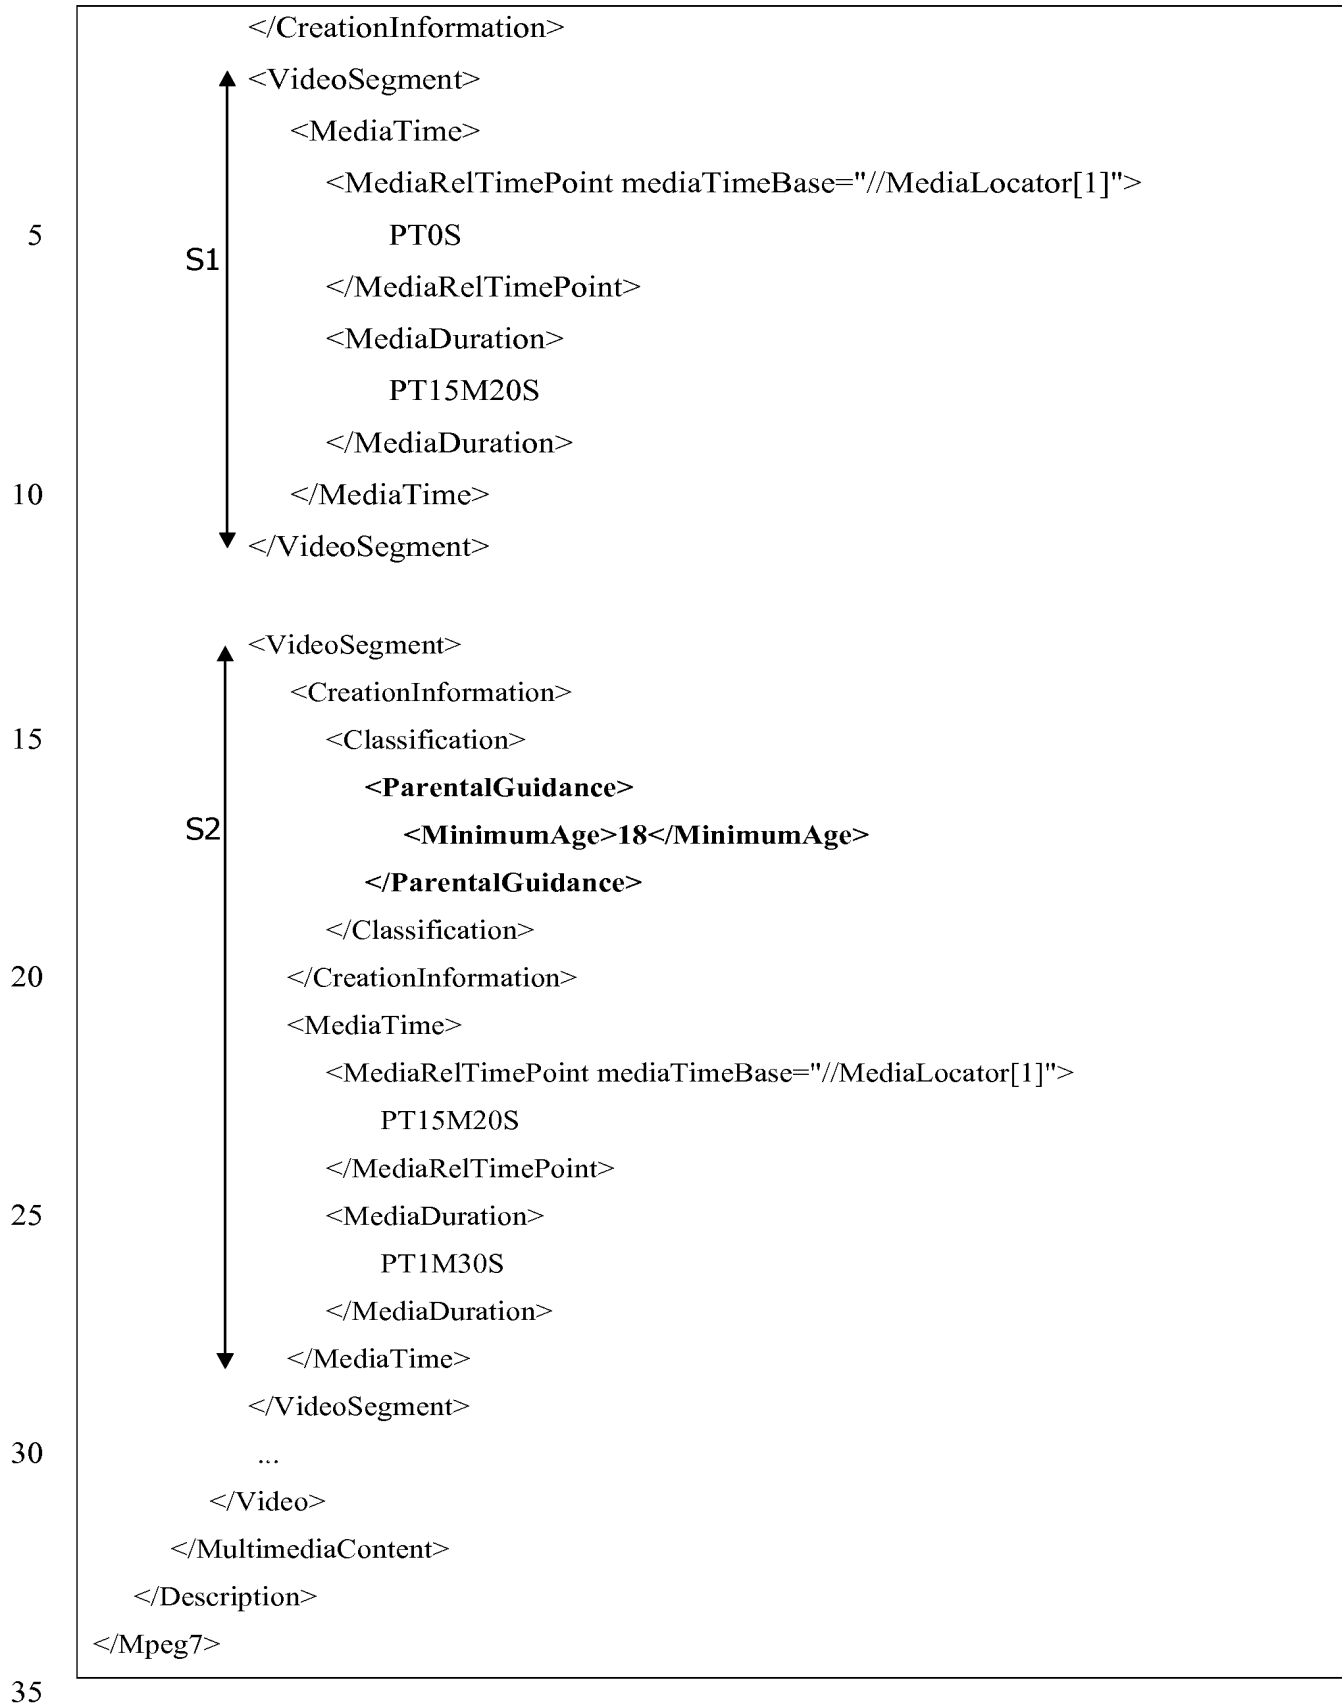 </CreationInformation>
<VideoSegment>
<MediaTime>
<MediaRelTimePoint mediaTimeBase="//MediaLocator[1]">
5 PT0S
S1
</MediaRelTimePoint>
<MediaDuration>
PT15M20S
</MediaDuration>
10 </MediaTime>
</VideoSegment>
<VideoSegment>
<CreationInformation>
15 <Classification>
<ParentalGuidance>
S2 <MinimumAge>18</MinimumAge>
</ParentalGuidance>
</Classification>
20 </CreationInformation>
<MediaTime>
<MediaRelTimePoint mediaTimeBase="//MediaLocator[1]">
PT15M20S
</MediaRelTimePoint>
25 <MediaDuration>
PT1M30S
</MediaDuration>
</MediaTime>
</VideoSegment>
30 ...
</Video>
</MultimediaContent>
</Description>
</Mpeg7>
35